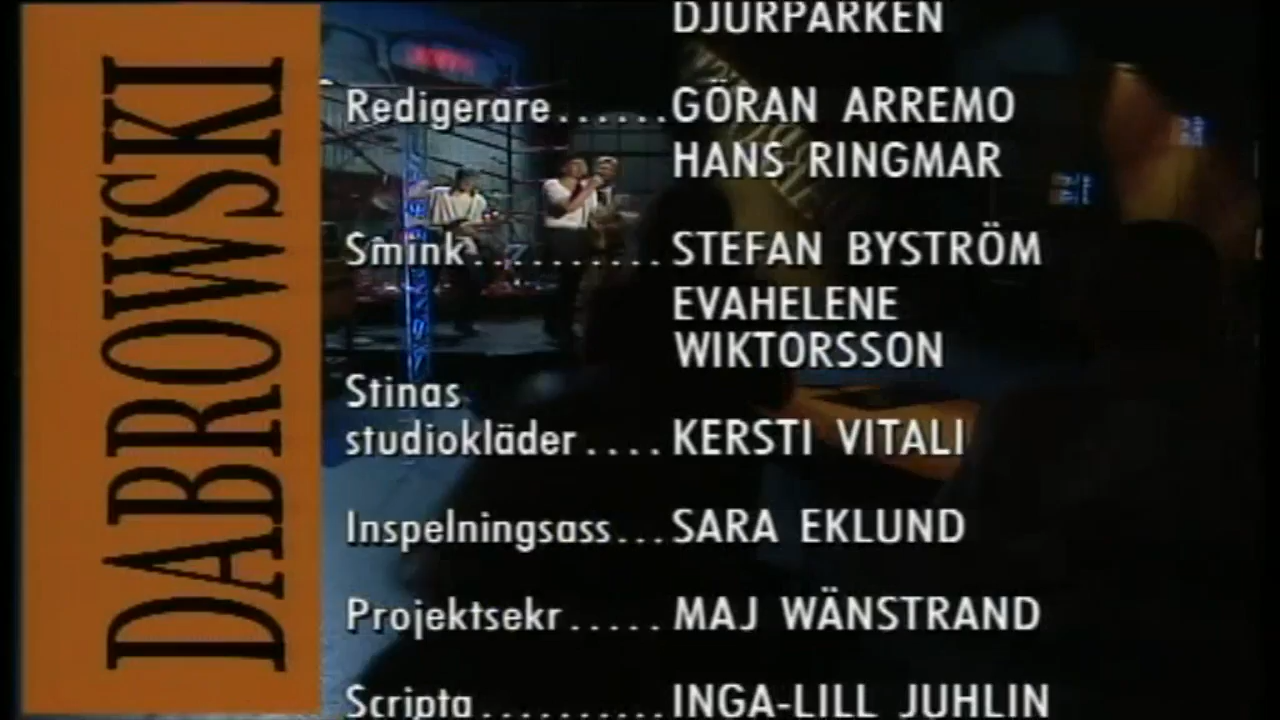 DABROWSKI
DJURPARKEN
Redigerare......GÖRAN ARREMO
HANS RINGMAR
Smink..........STEFAN BYSTRÖM
EVAHELENE
WIKTORSSON
Stinas
studiokläder....KERSTI VITALI
Inspelningsass...SARA EKLUND
Projektsekr.....MAJ WÄNSTRAND
Scripta..........INGA-LILL JUHLIN